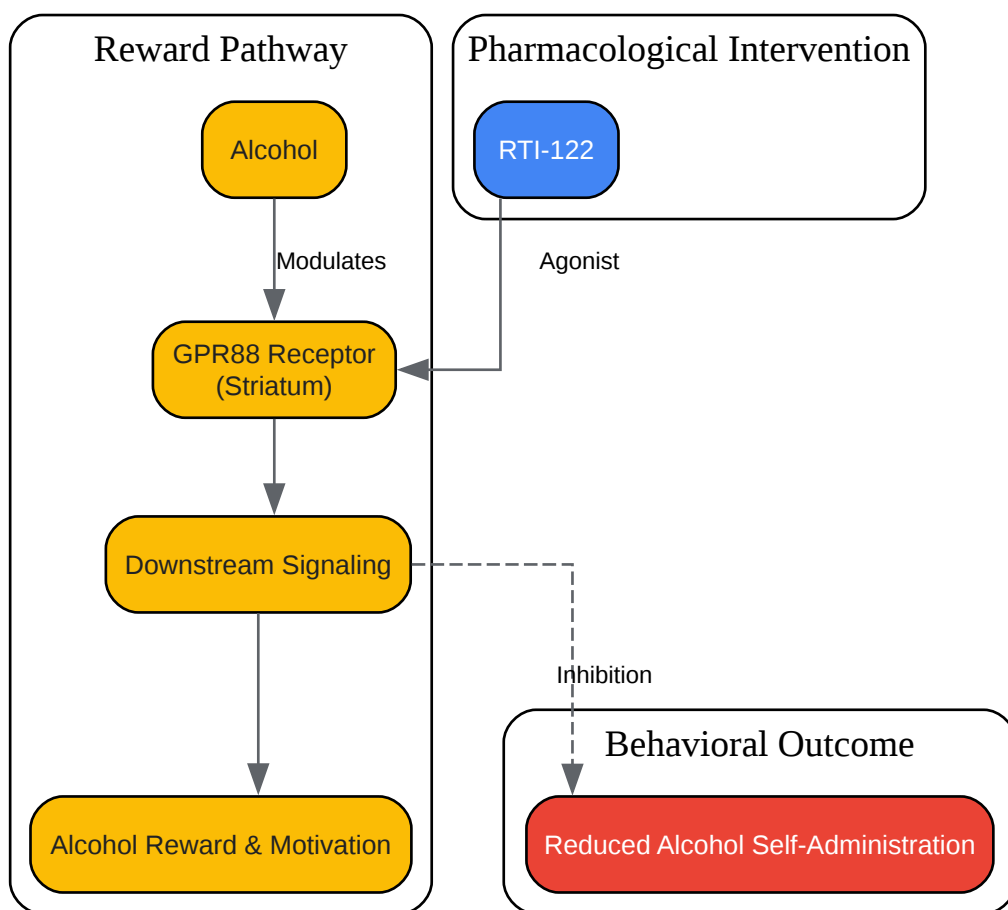 Reward Pathway
Pharmacological Intervention
Alcohol
RTI-122
Modulates
Agonist
GPR88 Receptor
(Striatum)
Downstream Signaling
Inhibition
Behavioral Outcome
Alcohol Reward & Motivation
Reduced Alcohol Self-Administration